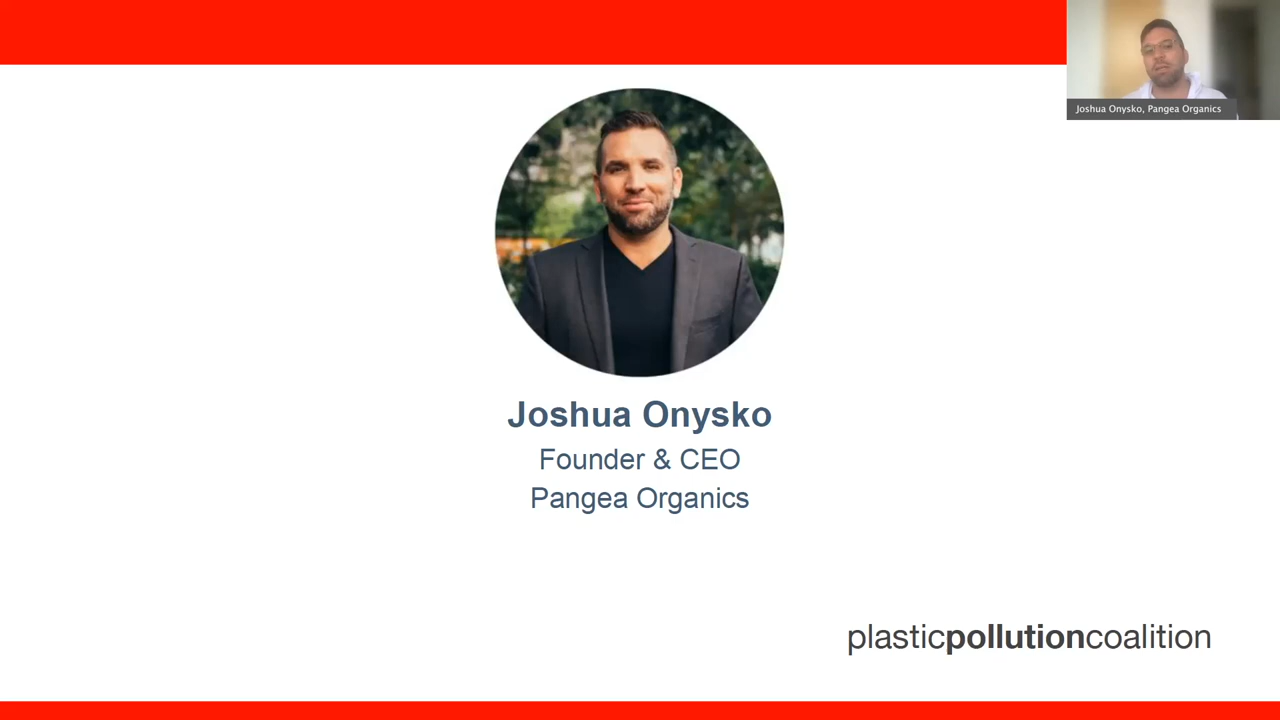 Joshua Onysko, Pangea Organics
Joshua Onysko
Founder & CEO
Pangea Organics
plasticpollutioncoalition